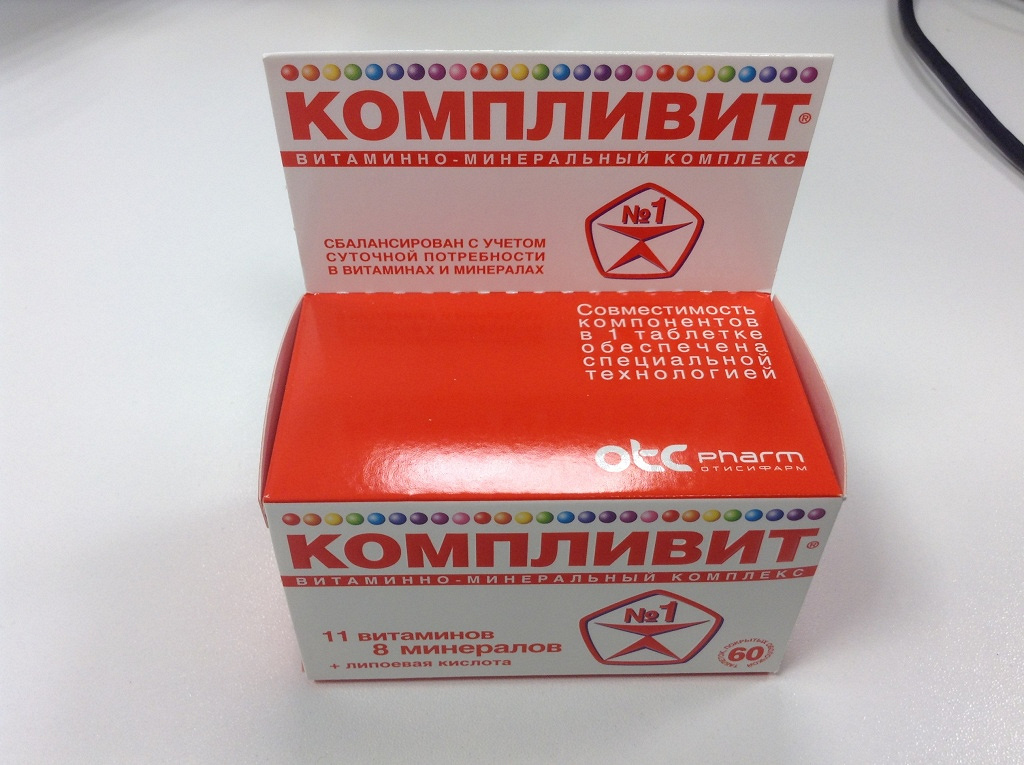 КОМПЛИВИТ®
ВИТАМИННО-МИНЕРАЛЬНЫЙ КОМПЛЕКС
№1
СБАЛАНСИРОВАН С УЧЕТОМ
СУТОЧНОЙ ПОТРЕБНОСТИ
В ВИТАМИНАХ И МИНЕРАЛАХ
Совместимость
компонентов
в 1 таблетке
обеспечена
специальной
технологией
отс pharm
ОТИСИФАРМ
КОМПЛИВИТ®
ВИТАМИННО-МИНЕРАЛЬНЫЙ КОМПЛЕКС
№1
11 витаминов
8 минералов
+ липоевая кислота
60